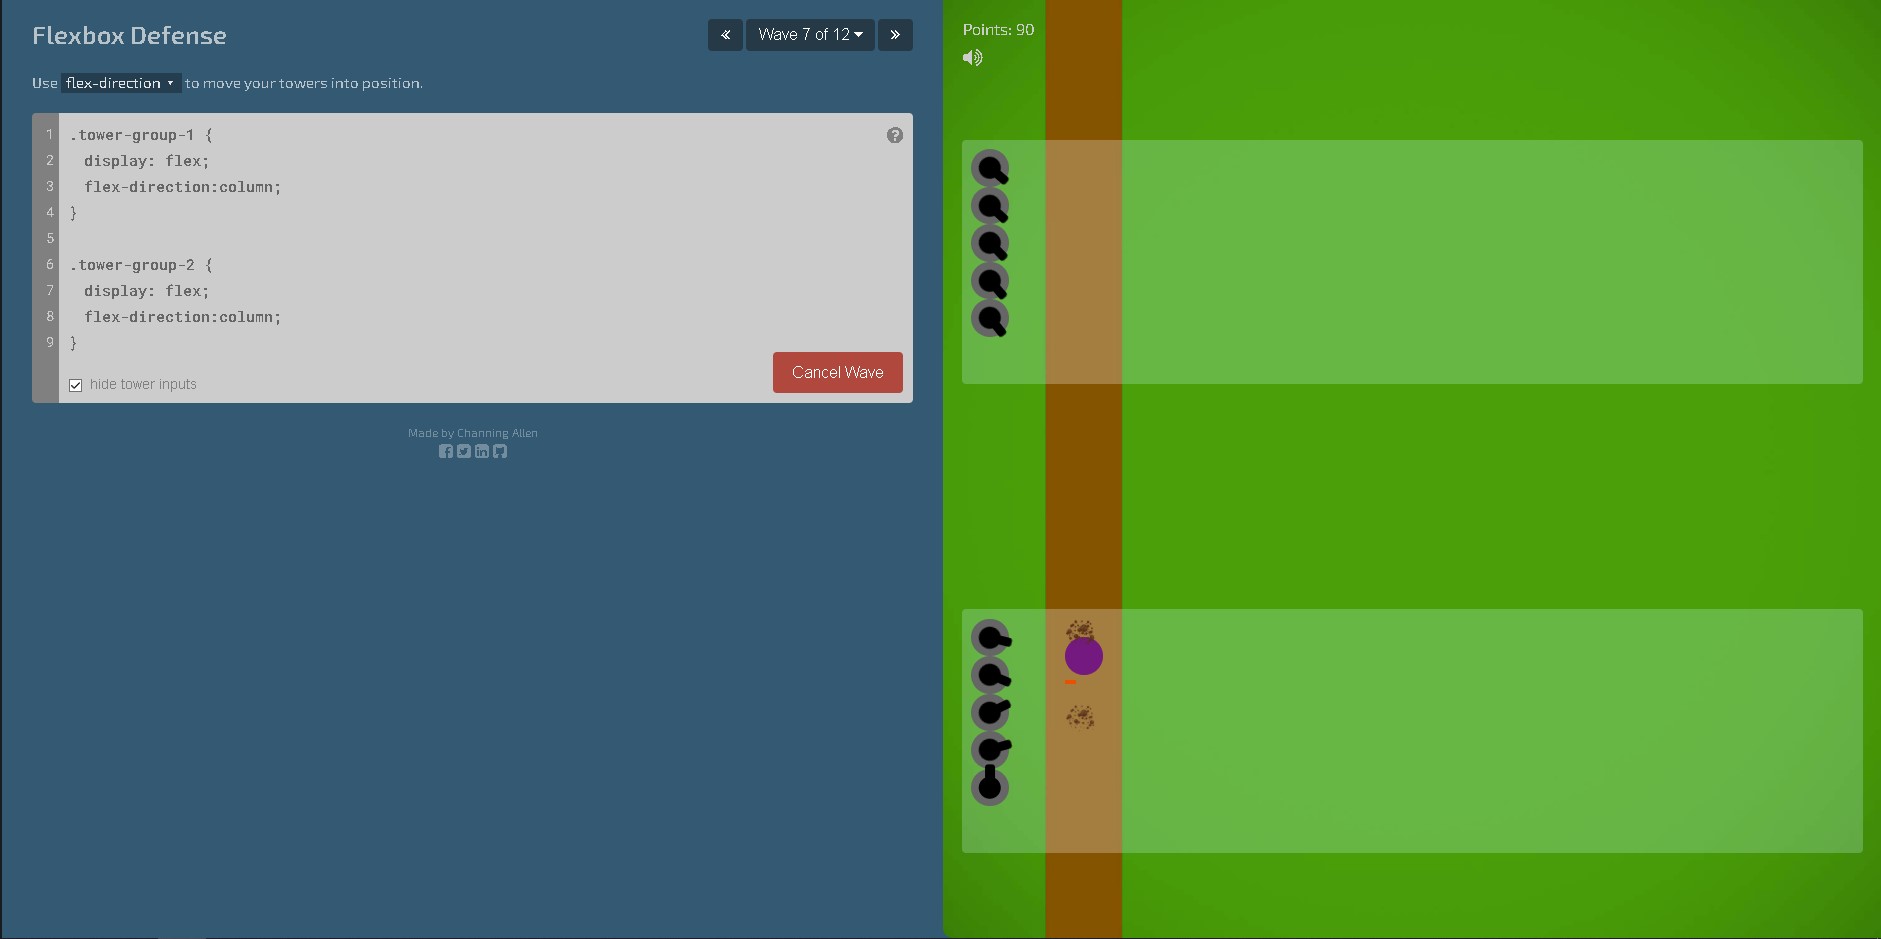 Flexbox Defense
« Wave 7 of 12 »
Use flex-direction to move your towers into position.
1 .tower-group-1 {
2 display: flex;
3 flex-direction:column;
4 }
5
6 .tower-group-2 {
7 display: flex;
8 flex-direction:column;
9 }
hide tower inputs
Cancel Wave
Made by Channing Allen
Points: 90